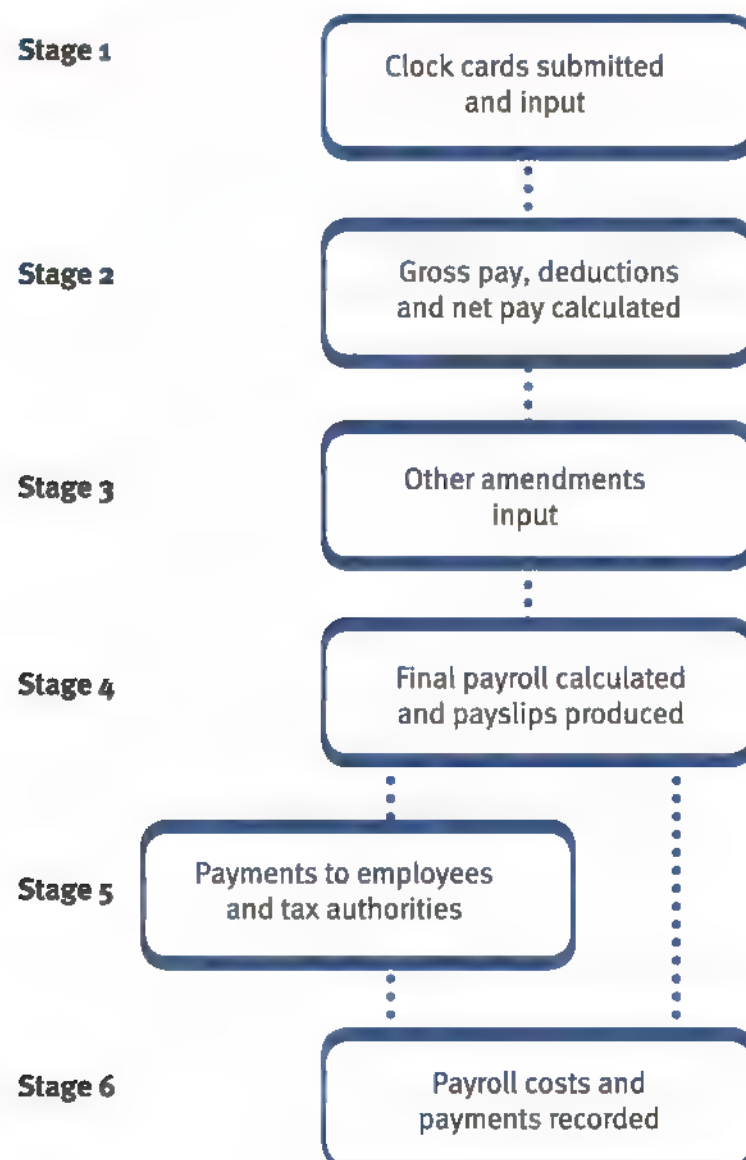 Stage 1
Clock cards submitted
and input
Stage 2
Gross pay, deductions
and net pay calculated
Stage 3
Other amendments
input
Stage 4
Final payroll calculated
and payslips produced
Stage 5
Payments to employees
and tax authorities
Stage 6
Payroll costs and
payments recorded